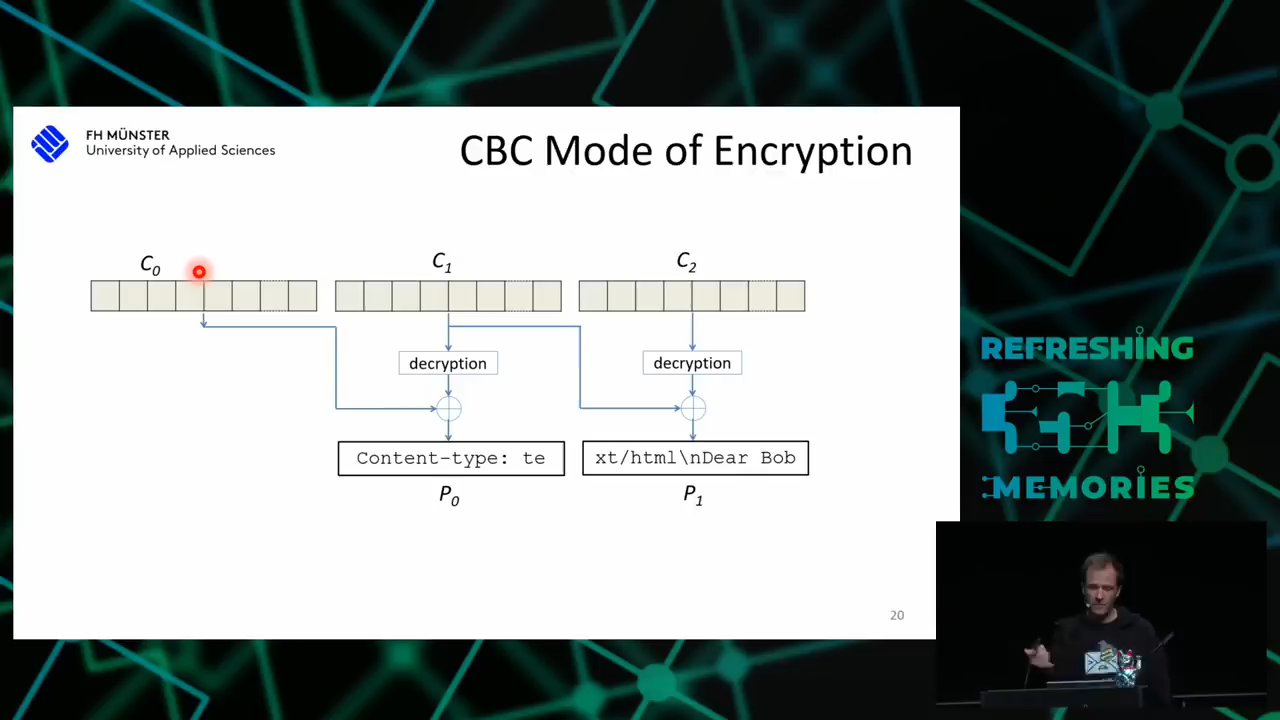 FH MÜNSTER
University of Applied Sciences
CBC Mode of Encryption
C0 C1 C2
decryption decryption
Content-type: te xt/html\nDear Bob
P0 P1
20
REFRESHING
MEMORIES